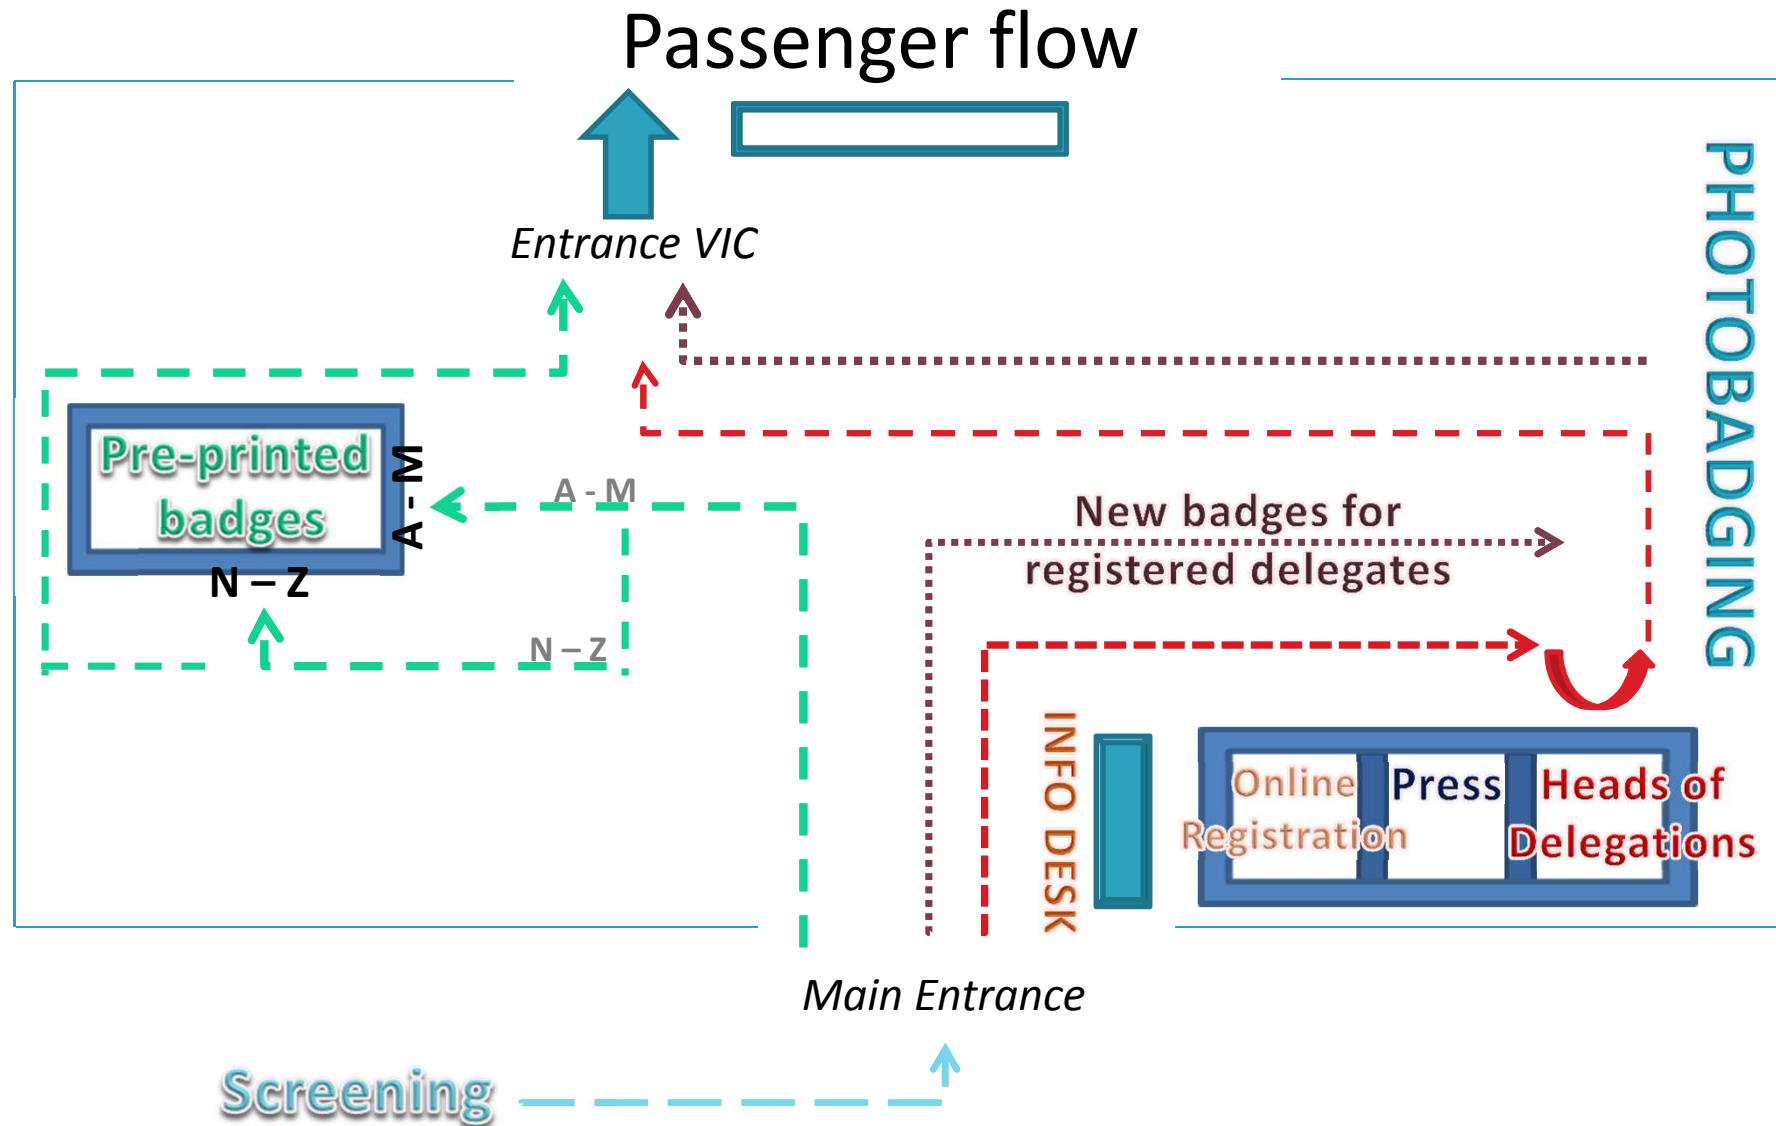 Passenger flow
Entrance VIC
PHOTOBADGING
Pre-printed
badges
A - M
N – Z
A - M
N – Z
New badges for
registered delegates
INFO DESK
Online
Registration
Press
Heads of
Delegations
Main Entrance
Screening